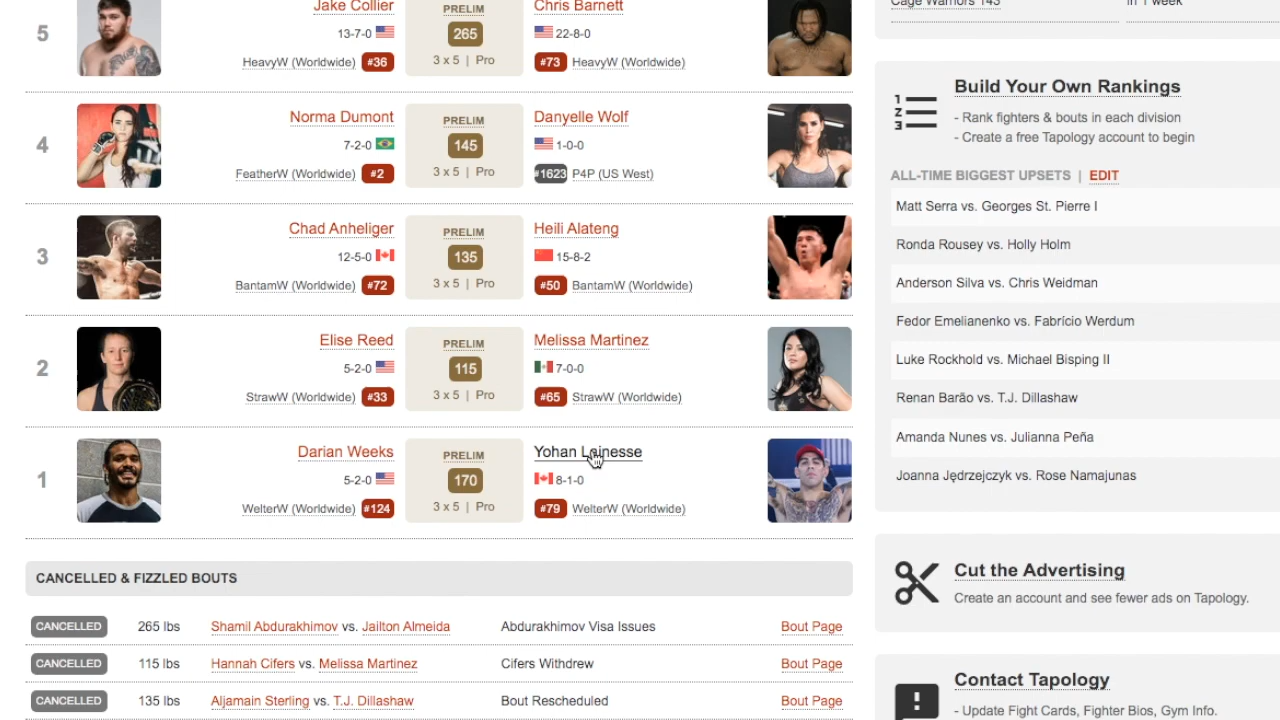 5
Jake Collier
13-7-0
HeavyW (Worldwide) #36
PRELIM
265
3 x 5 | Pro
Chris Barnett
22-8-0
#73 HeavyW (Worldwide)
4
Norma Dumont
7-2-0
FeatherW (Worldwide) #2
PRELIM
145
3 x 5 | Pro
Danyelle Wolf
1-0-0
#1623 P4P (US West)
3
Chad Anheliger
12-5-0
BantamW (Worldwide) #72
PRELIM
135
3 x 5 | Pro
Heili Alateng
15-8-2
#50 BantamW (Worldwide)
2
Elise Reed
5-2-0
StrawW (Worldwide) #33
PRELIM
115
3 x 5 | Pro
Melissa Martinez
7-0-0
#65 StrawW (Worldwide)
1
Darian Weeks
5-2-0
WelterW (Worldwide) #124
PRELIM
170
3 x 5 | Pro
Yohan Lainesse
8-1-0
#79 WelterW (Worldwide)
CANCELLED & FIZZLED BOUTS
CANCELLED 265 lbs Shamil Abdurakhimov vs. Jailton Almeida Abdurakhimov Visa Issues Bout Page
CANCELLED 115 lbs Hannah Cifers vs. Melissa Martinez Cifers Withdrew Bout Page
CANCELLED 135 lbs Aljamain Sterling vs. T.J. Dillashaw Bout Rescheduled Bout Page
Cage Warriors 143 In 1 week
1 2 3
Build Your Own Rankings
- Rank fighters & bouts in each division
- Create a free Tapology account to begin
ALL-TIME BIGGEST UPSETS | EDIT
Matt Serra vs. Georges St. Pierre I
Ronda Rousey vs. Holly Holm
Anderson Silva vs. Chris Weidman
Fedor Emelianenko vs. Fabrício Werdum
Luke Rockhold vs. Michael Bisping II
Renan Barão vs. T.J. Dillashaw
Amanda Nunes vs. Julianna Peña
Joanna Jędrzejczyk vs. Rose Namajunas
Cut the Advertising
Create an account and see fewer ads on Tapology.
Contact Tapology
- Update Fight Cards, Fighter Bios, Gym Info.